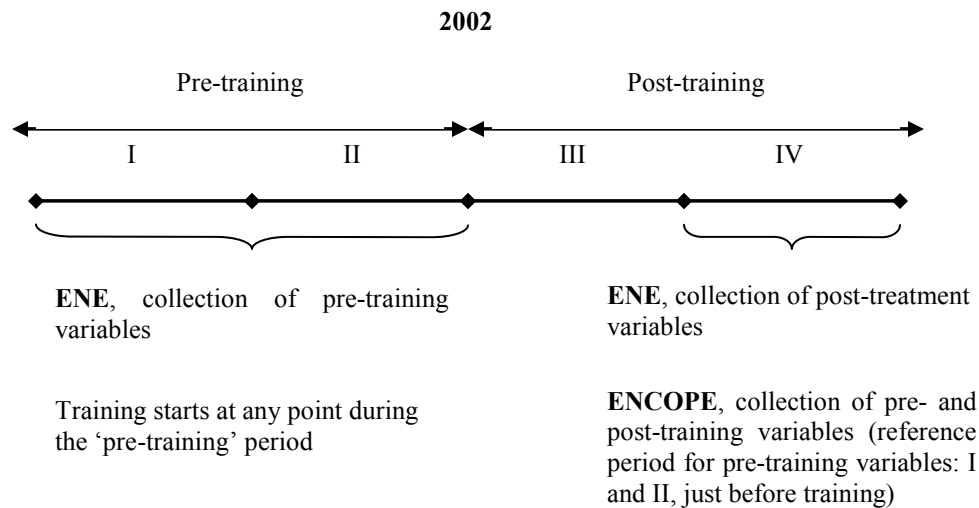 2002
Pre-training
Post-training
I
II
III
IV
ENE, collection of pre-training
variables
Training starts at any point during
the ‘pre-training’ period
ENE, collection of post-treatment
variables
ENCOPE, collection of pre- and
post-training variables (reference
period for pre-training variables: I
and II, just before training)